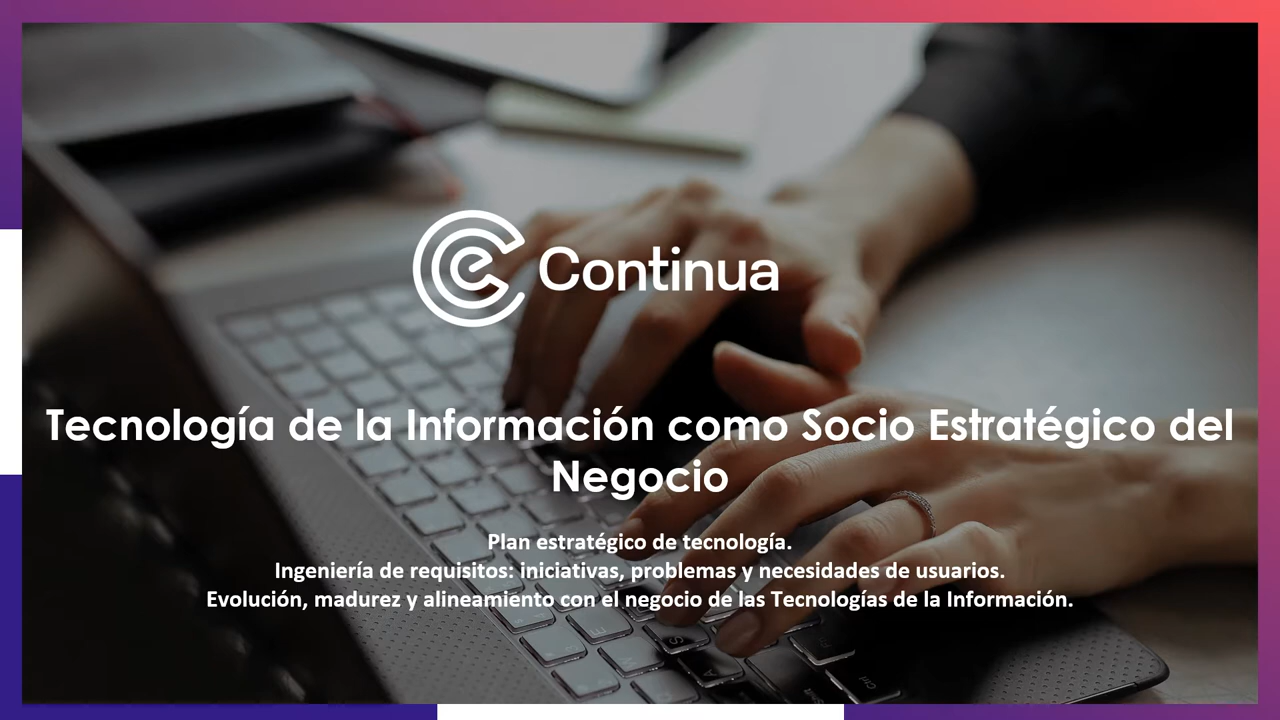 Continua
Tecnología de la Información como Socio Estratégico del
Negocio
Plan estratégico de tecnología.
Ingeniería de requisitos: iniciativas, problemas y necesidades de usuarios.
Evolución, madurez y alineamiento con el negocio de las Tecnologías de la Información.